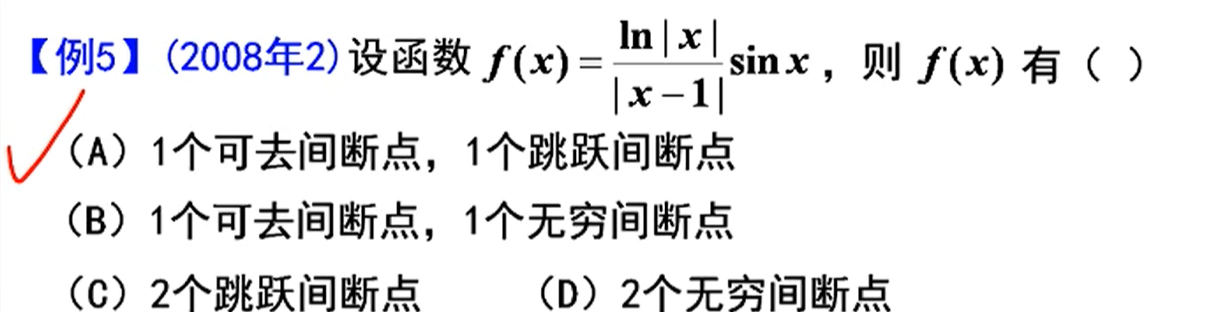 【例5】(2008年2)设函数 f(x) = \frac{ln|x|}{|x-1|} sin x，则 f(x) 有（ ）
（A）1个可去间断点，1个跳跃间断点
（B）1个可去间断点，1个无穷间断点
（C）2个跳跃间断点 （D）2个无穷间断点